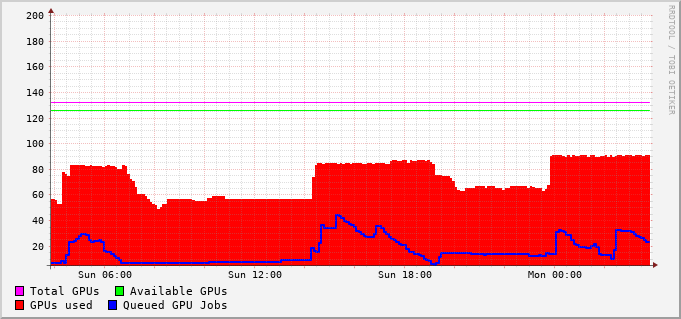 200
180
160
140
120
100
80
60
40
20
Sun 06:00 Sun 12:00 Sun 18:00 Mon 00:00
Total GPUs Available GPUs
GPUs used Queued GPU Jobs
RRDTOOL / TOBI OETIKER